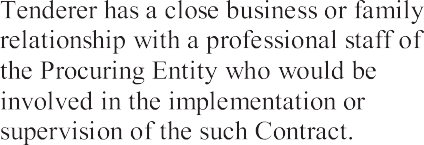 Tenderer has a close business or family
relationship with a professional staff of
the Procuring Entity who would be
involved in the implementation or
supervision of the such Contract.